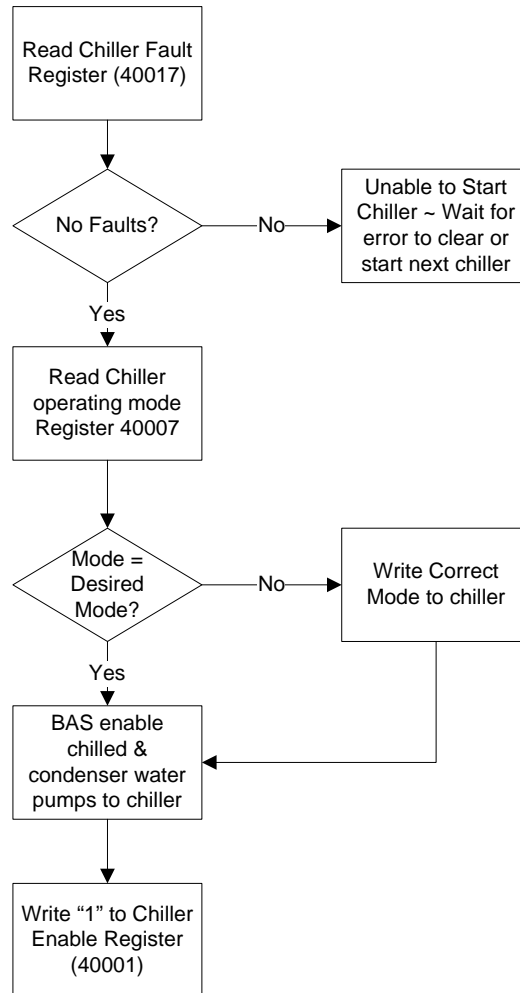 Read Chiller Fault
Register (40017)
No Faults?
No
Unable to Start
Chiller ~ Wait for
error to clear or
start next chiller
Yes
Read Chiller
operating mode
Register 40007
Mode =
Desired
Mode?
No
Write Correct
Mode to chiller
Yes
BAS enable
chilled &
condenser water
pumps to chiller
Write “1” to Chiller
Enable Register
(40001)